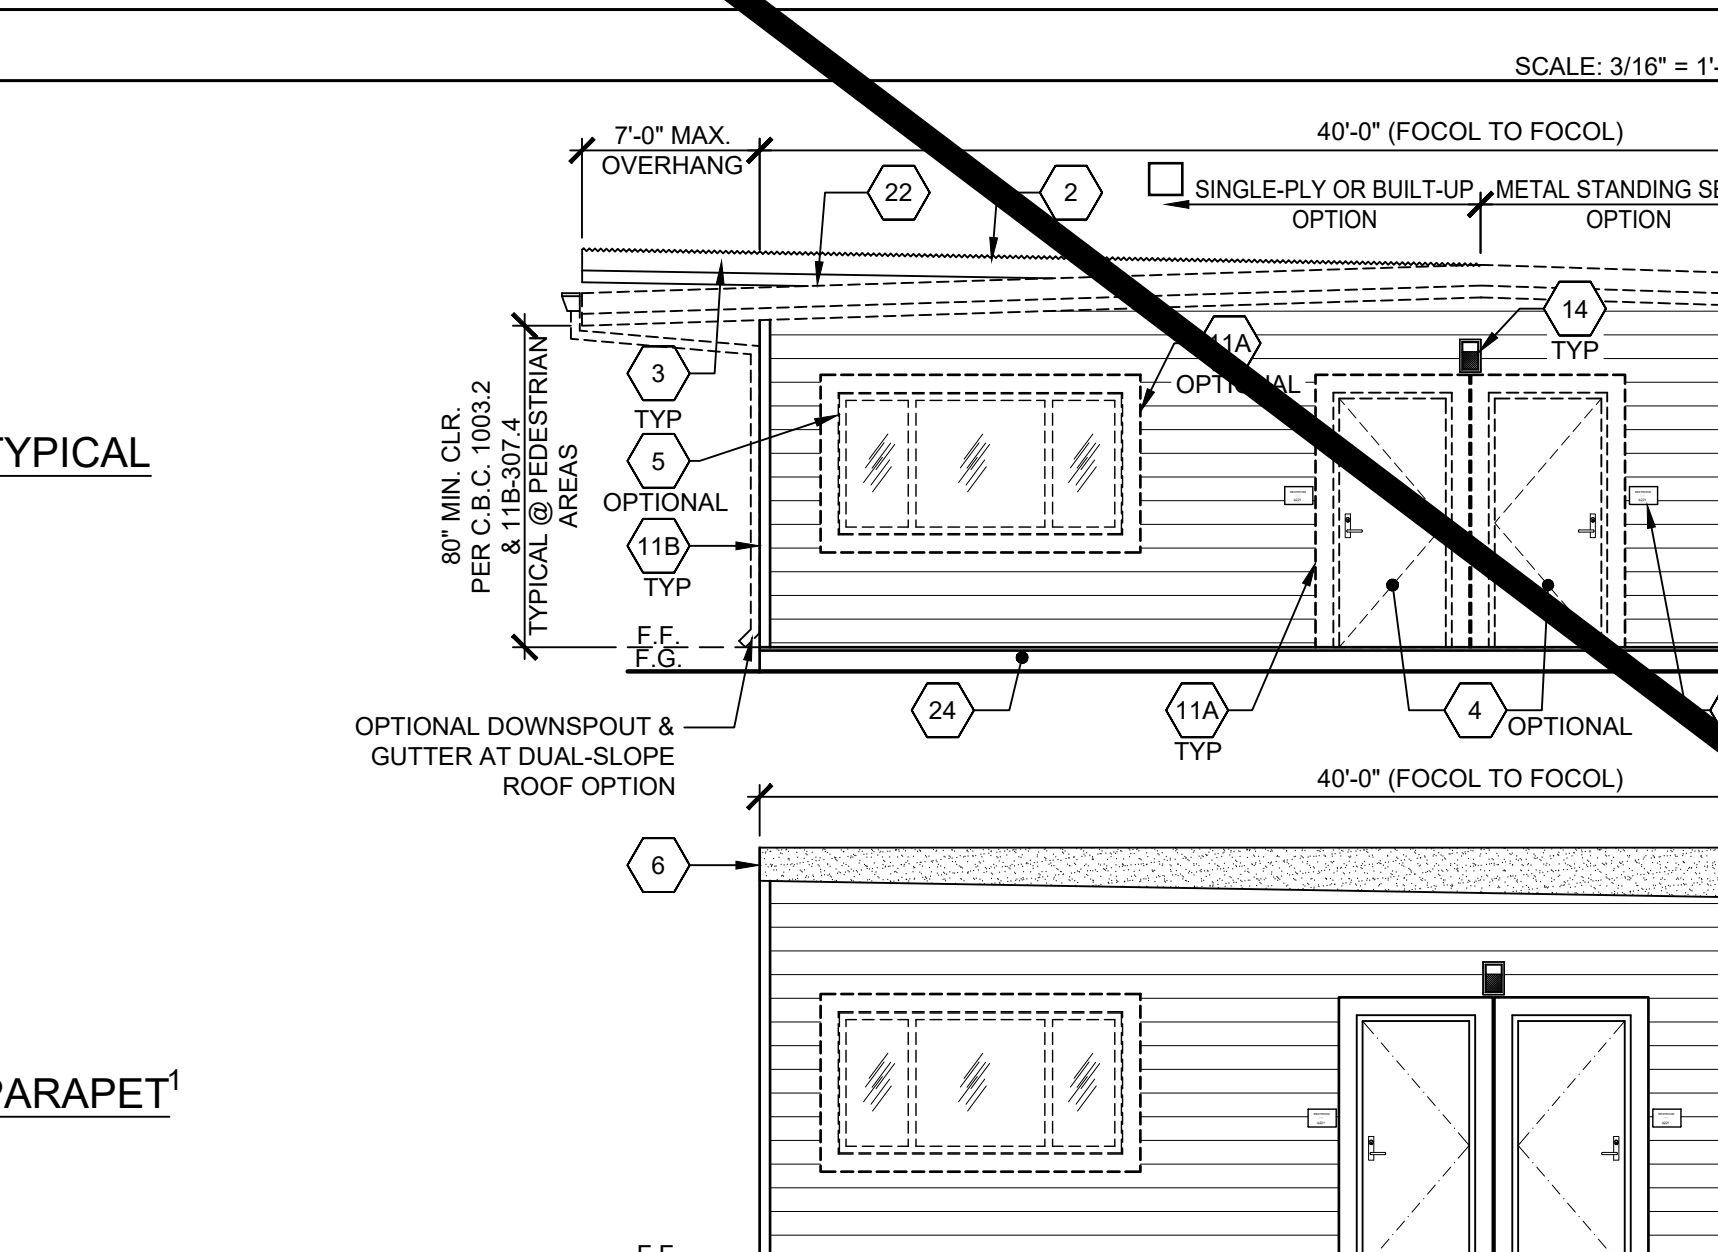 SCALE: 3/16" = 1'-
7'-0" MAX.
OVERHANG
40'-0" (FOCOL TO FOCOL)
22
2
SINGLE-PLY OR BUILT-UP
OPTION
METAL STANDING SE
OPTION
14
TYP
11A
OPTIONAL
3
TYP
5
OPTIONAL
11B
TYP
80" MIN. CLR.
PER C.B.C. 1003.2
& 11B-307.4
TYPICAL @ PEDESTRIAN
AREAS
TYPICAL
F.F.
F.G.
24
11A
TYP
4
OPTIONAL
OPTIONAL DOWNSPOUT &
GUTTER AT DUAL-SLOPE
ROOF OPTION
40'-0" (FOCOL TO FOCOL)
6
PARAPET1
F.F.